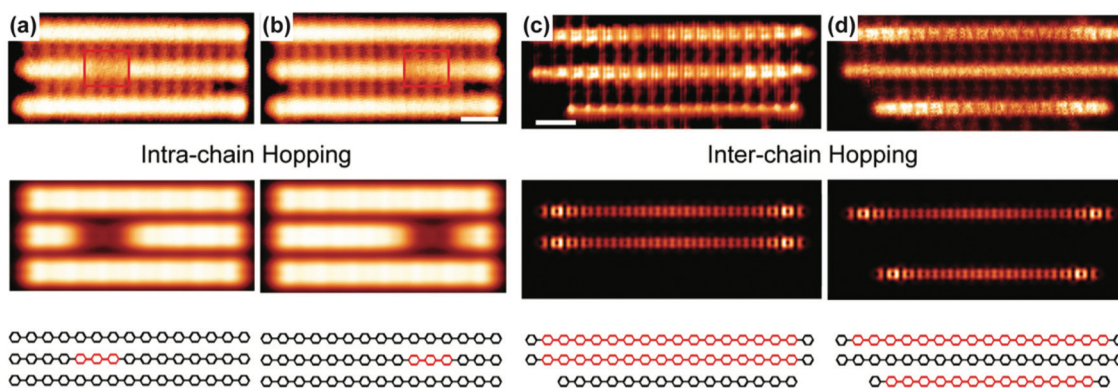 (a)
(b)
(c)
(d)
Intra-chain Hopping
Inter-chain Hopping